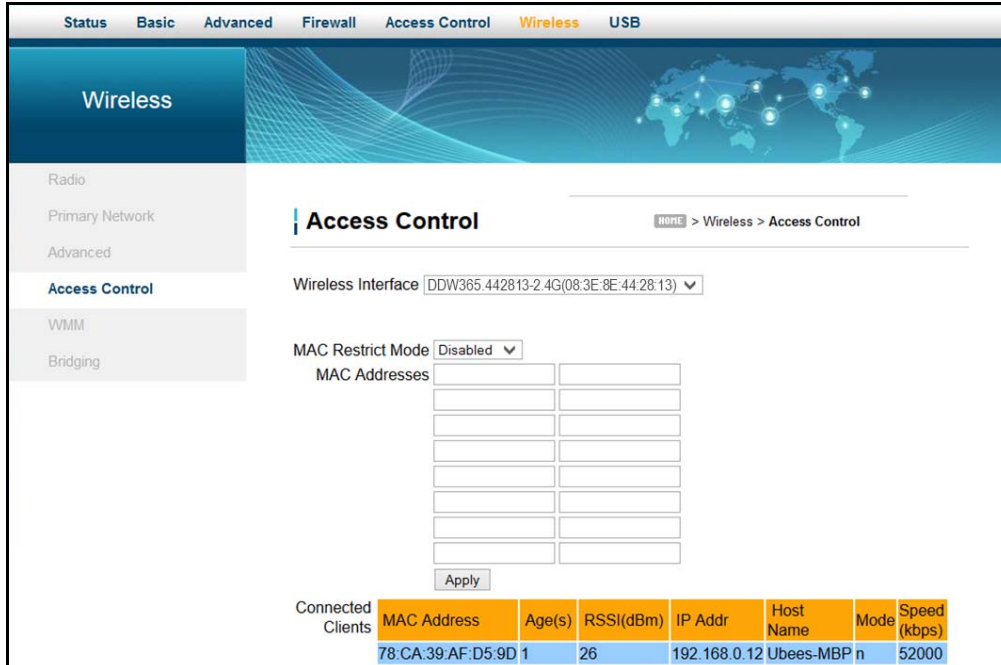 Status Basic Advanced Firewall Access Control Wireless USB
Wireless
Radio
Primary Network
Advanced
Access Control
WMM
Bridging
Access Control
HOME > Wireless > Access Control
Wireless Interface DDW365.442813-2.4G(08:3E:8E:44:28:13)
MAC Restrict Mode Disabled
MAC Addresses
Apply
Connected Clients
MAC Address Age(s) RSSI(dBm) IP Addr Host Name Mode Speed (kbps)
78:CA:39:AF:D5:9D 1 26 192.168.0.12 Ubees-MBP n 52000